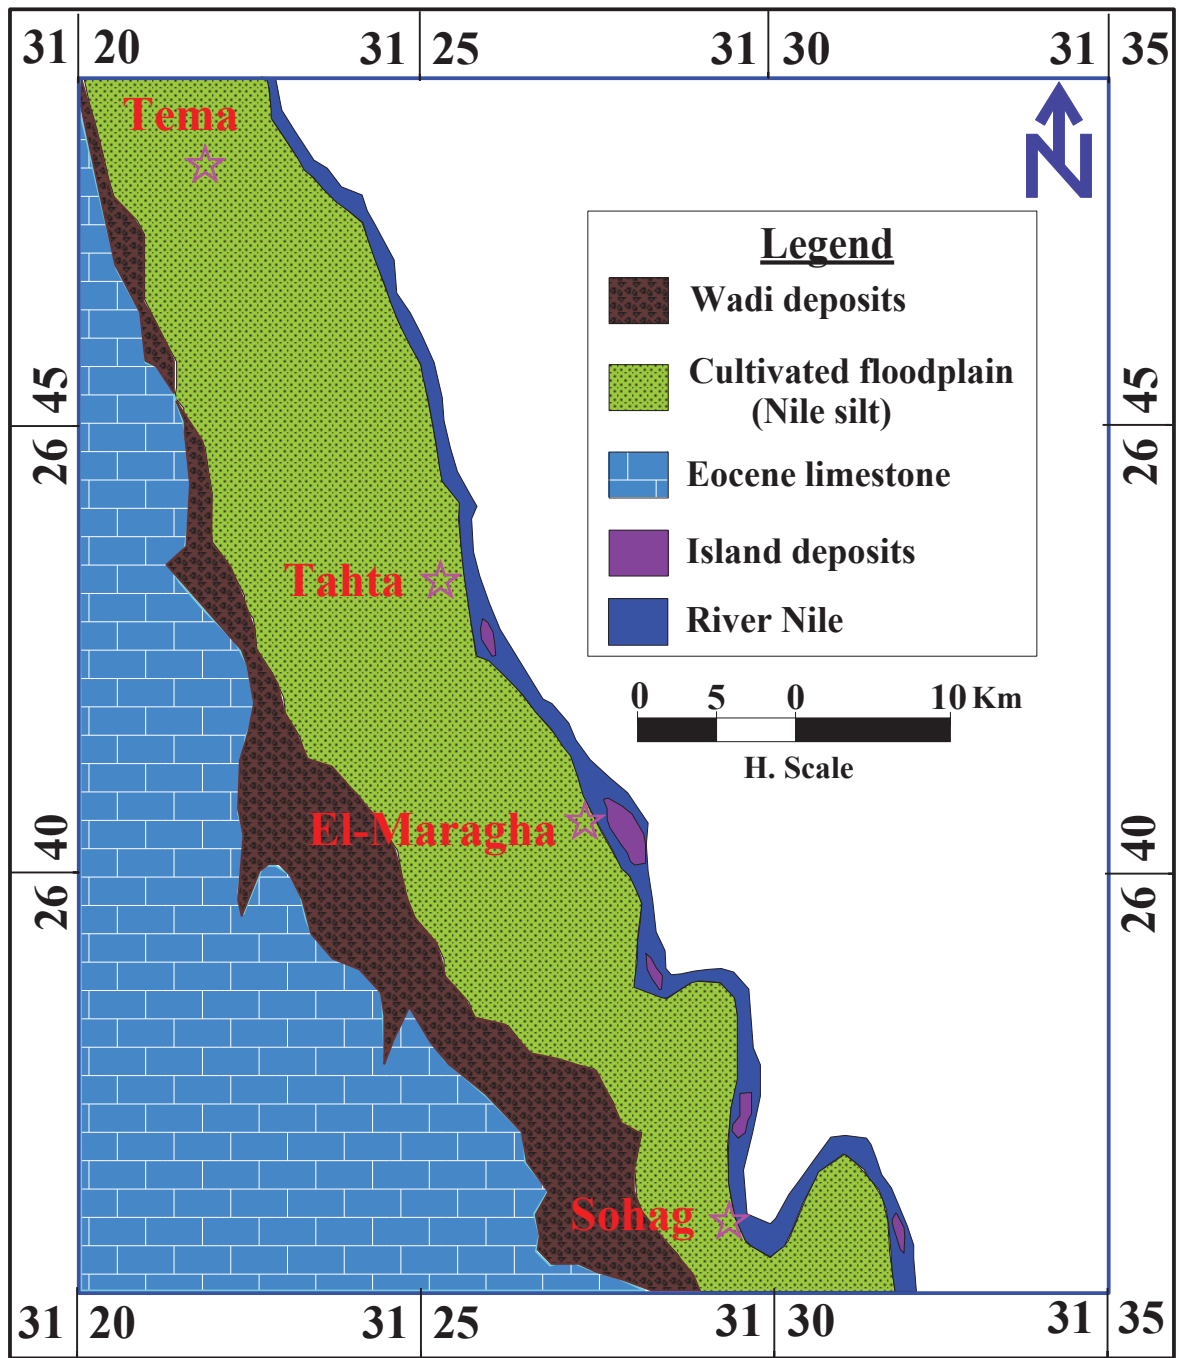 31 20 31 25 31 30 31 35
N
Tema
Legend
Wadi deposits
Cultivated floodplain
(Nile silt)
Eocene limestone
Island deposits
River Nile
26 45
26 45
Tahta
0 5 0 10 Km
H. Scale
El-Maragha
26 40
26 40
Sohag
31 20 31 25 31 30 31 35